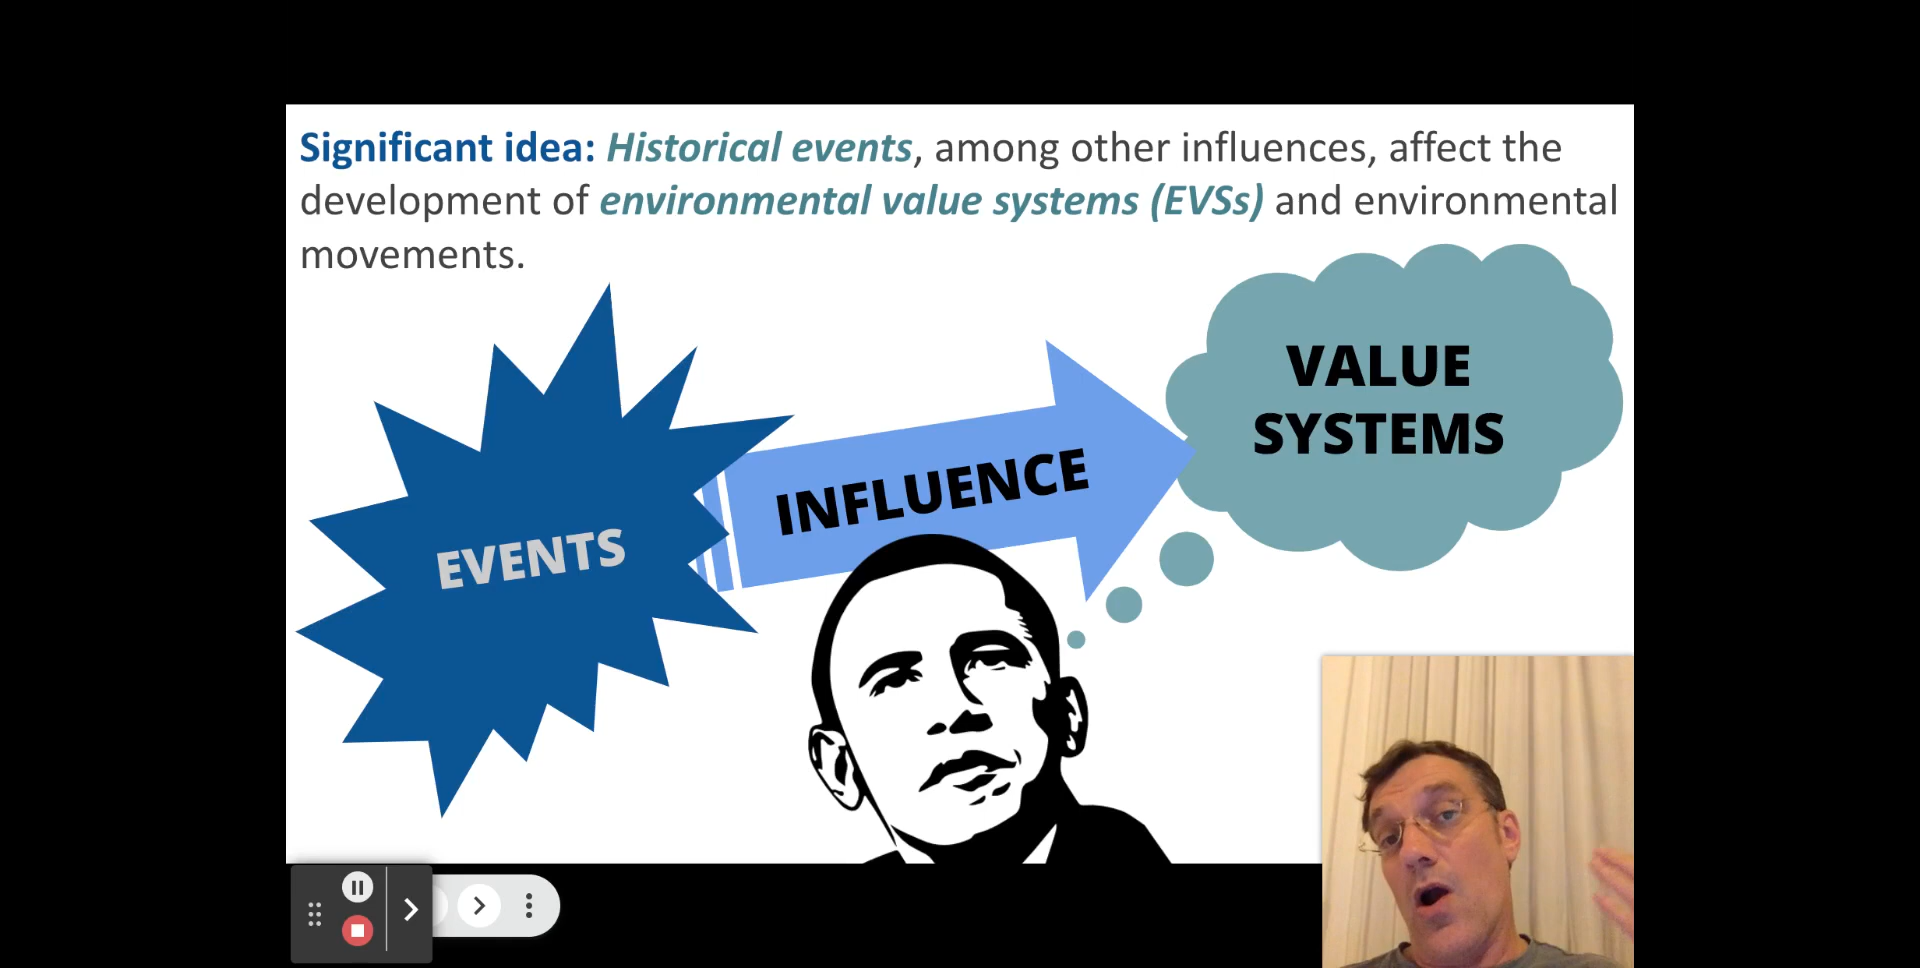 Significant idea: Historical events, among other influences, affect the
development of environmental value systems (EVSs) and environmental
movements.
VALUE
SYSTEMS
INFLUENCE
EVENTS